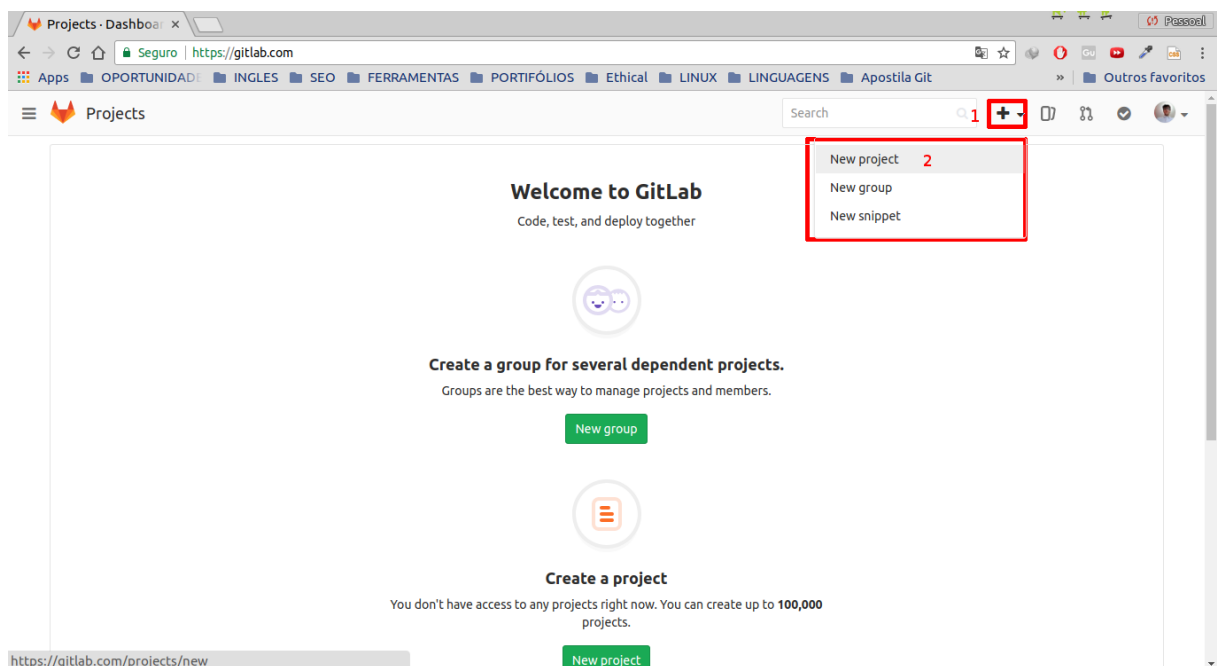 Projects · Dashboa
Pessoal
Seguro | https://gitlab.com
Apps OPORTUNIDADE INGLES SEO FERRAMENTAS PORTIFÓLIOS Ethical LINUX LINGUAGENS Apostila Git » Outros favoritos
Projects Search 1
New project 2
New group
New snippet
Welcome to GitLab
Code, test, and deploy together
Create a group for several dependent projects.
Groups are the best way to manage projects and members.
New group
Create a project
You don't have access to any projects right now. You can create up to 100,000
projects.
New project
https://gitlab.com/projects/new